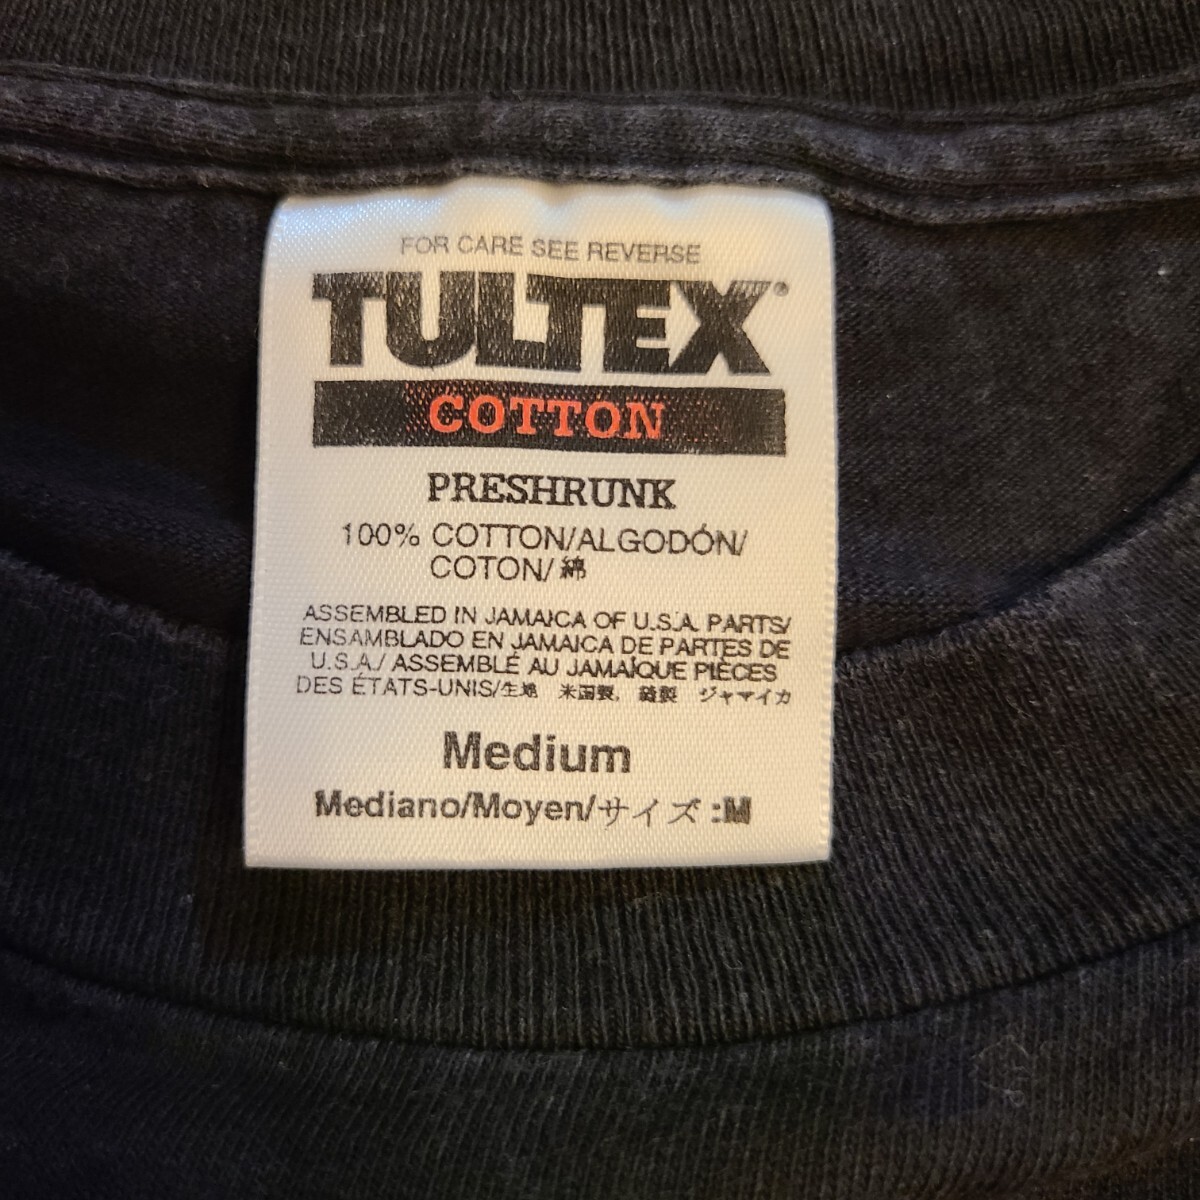 FOR CARE SEE REVERSE
TULTEX®
COTTON
PRESHRUNK
100% COTTON/ALGODÓN/
COTON/綿
ASSEMBLED IN JAMAICA OF U.S.A. PARTS/
ENSAMBLADO EN JAMAICA DE PARTES DE
U.S.A./ ASSEMBLÉ AU JAMAÏQUE PIÈCES
DES ÉTATS-UNIS/生地 米国製, 縫製 ジャマイカ
Medium
Mediano/Moyen/サイズ :M